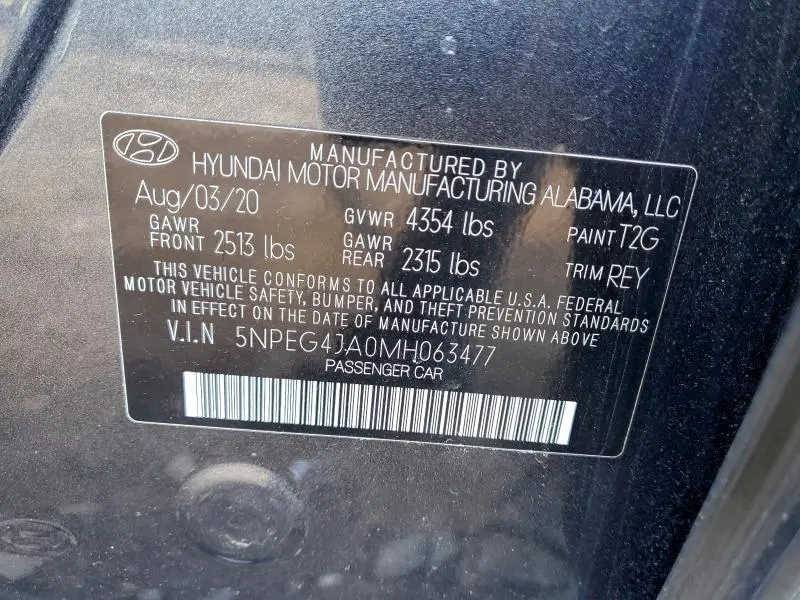 MANUFACTURED BY
HYUNDAI MOTOR MANUFACTURING ALABAMA, LLC
Aug/03/20 GVWR 4354 lbs PAINT T2G
GAWR FRONT 2513 lbs GAWR REAR 2315 lbs TRIM REY
THIS VEHICLE CONFORMS TO ALL APPLICABLE U.S.A. FEDERAL
MOTOR VEHICLE SAFETY, BUMPER, AND THEFT PREVENTION STANDARDS
IN EFFECT ON THE DATE OF MANUFACTURE SHOWN ABOVE
V.I.N 5NPEG4JA0MH063477
PASSENGER CAR